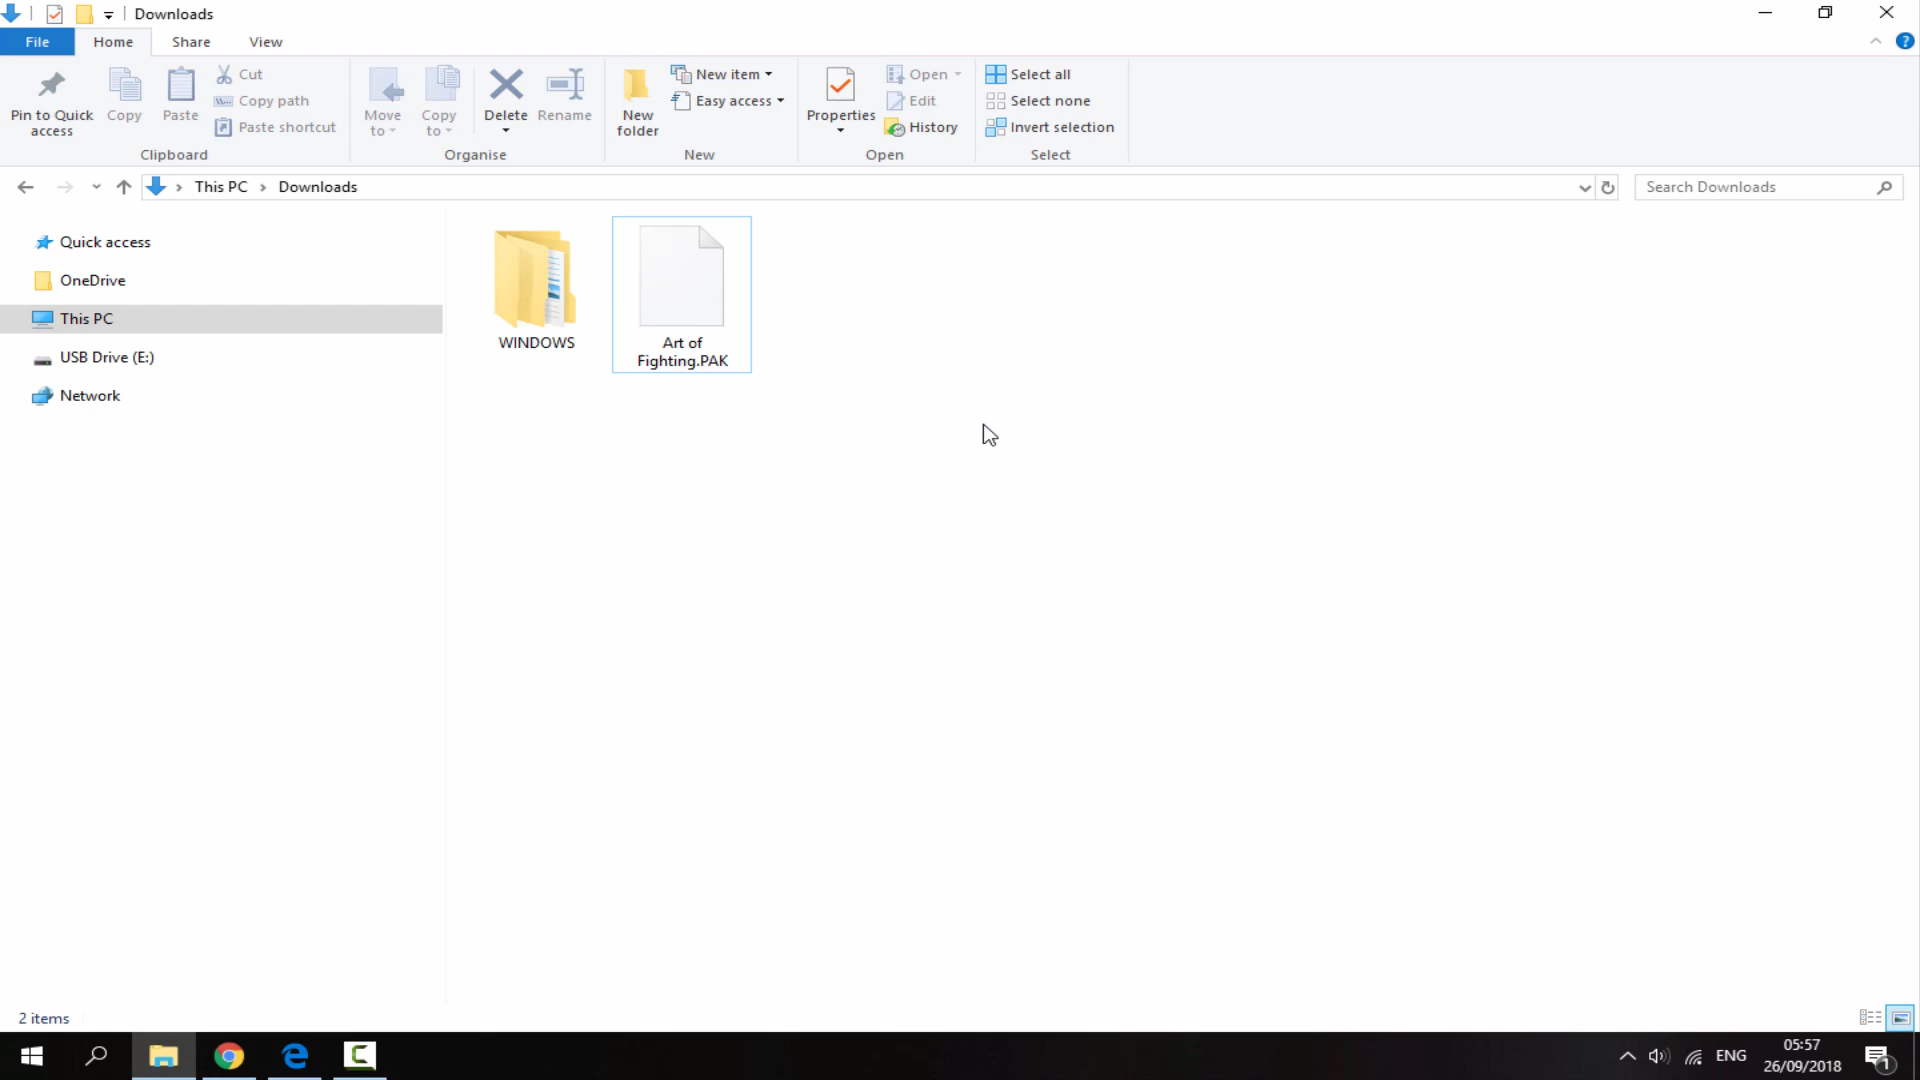 Downloads
File
Home
Share
View
Pin to Quick
access
Copy
Paste
Cut
Copy path
Paste shortcut
Clipboard
Move
to
Copy
to
Delete
Rename
Organise
New
folder
New item
Easy access
New
Properties
Open
Edit
History
Open
Select all
Select none
Invert selection
Select
This PC
Downloads
Search Downloads
Quick access
OneDrive
This PC
USB Drive (E:)
Network
WINDOWS
Art of
Fighting.PAK
2 items
ENG
05:57
26/09/2018
1